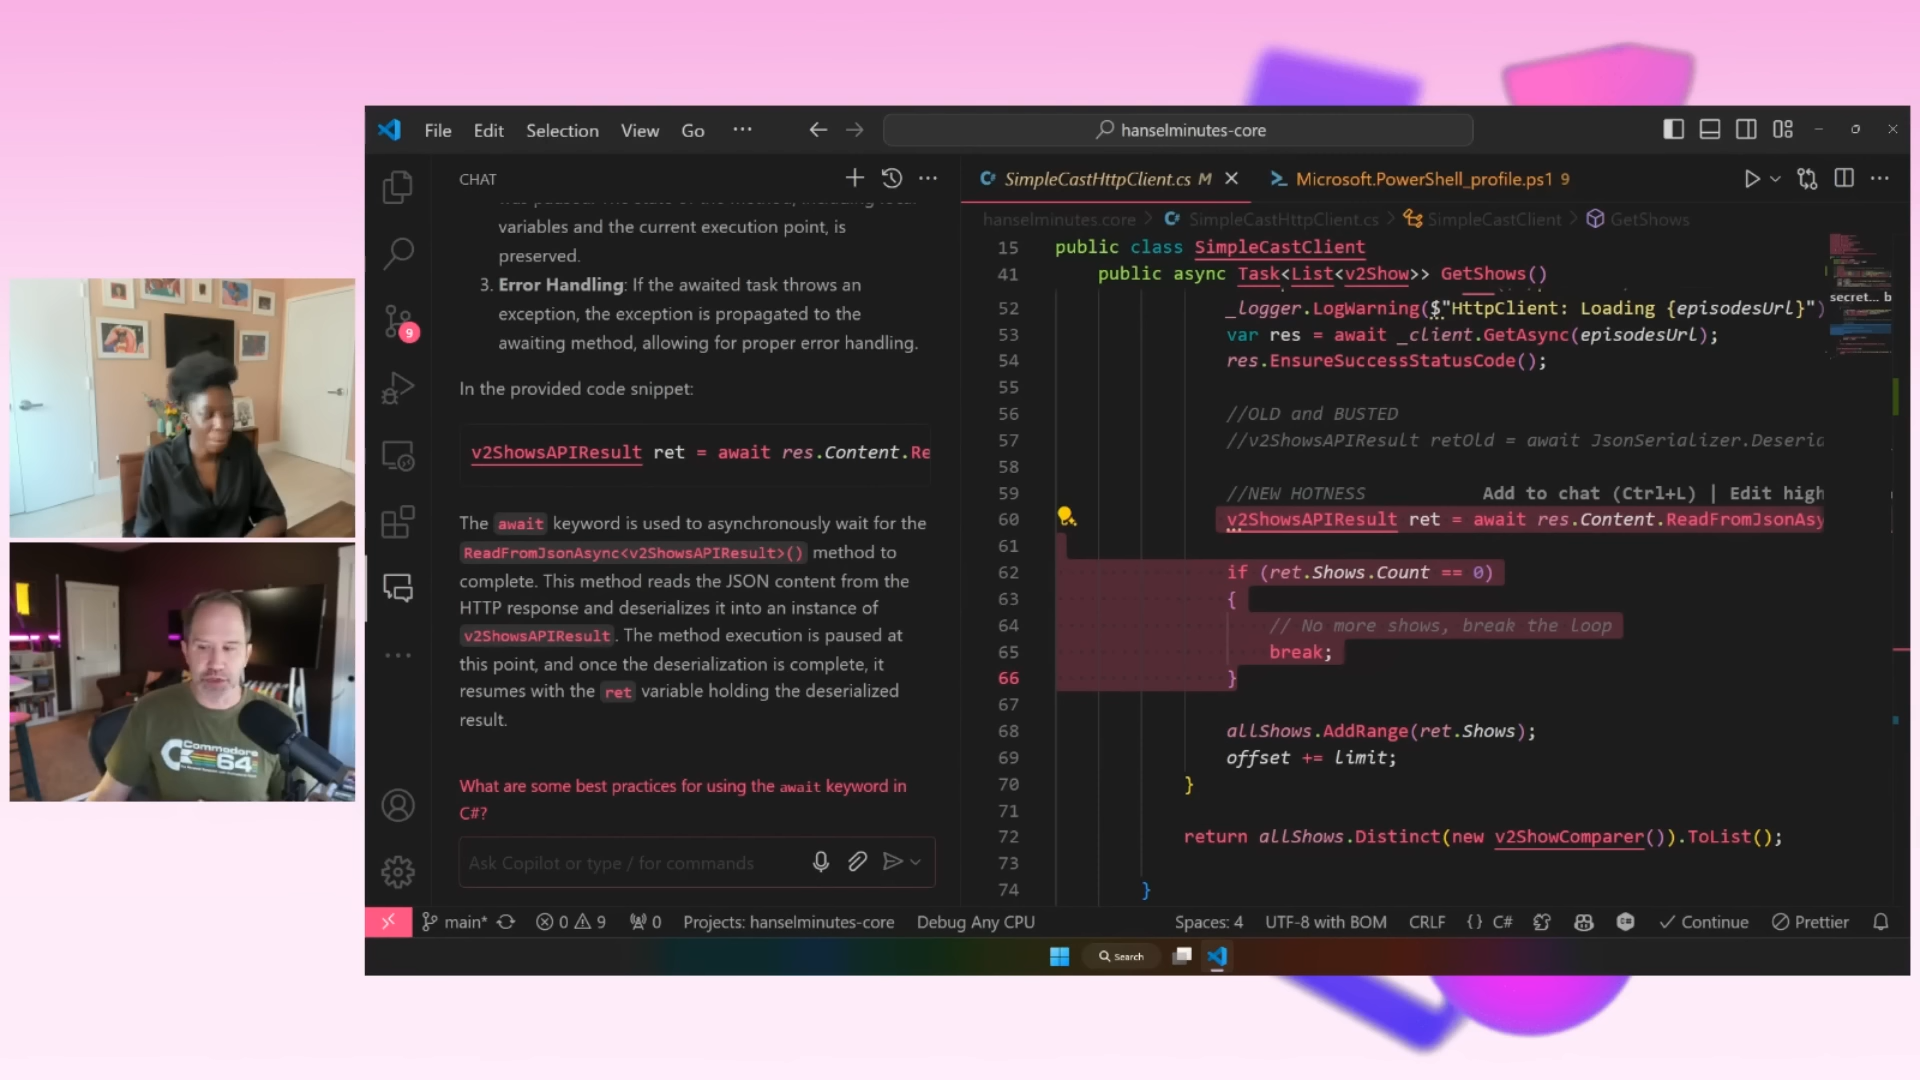 File Edit Selection View Go ···
hanselminutes-core
CHAT
variables and the current execution point, is
preserved.
3. Error Handling: If the awaited task throws an
exception, the exception is propagated to the
awaiting method, allowing for proper error handling.
In the provided code snippet:
v2ShowsAPIResult ret = await res.Content.Re
The await keyword is used to asynchronously wait for the
ReadFromJsonAsync<v2ShowsAPIResult>() method to
complete. This method reads the JSON content from the
HTTP response and deserializes it into an instance of
v2ShowsAPIResult. The method execution is paused at
this point, and once the deserialization is complete, it
resumes with the ret variable holding the deserialized
result.
What are some best practices for using the await keyword in
C#?
Ask Copilot or type / for commands
9
SimpleCastHttpClient.cs M
Microsoft.PowerShell_profile.ps1 9
hanselminutes core > SimpleCastHttpClient.cs > SimpleCastClient > GetShows
15 public class SimpleCastClient
41 public async Task<List<v2Show>> GetShows()
52 _logger.LogWarning($"HttpClient: Loading {episodesUrl}")
53 var res = await _client.GetAsync(episodesUrl);
54 res.EnsureSuccessStatusCode();
55
56 //OLD and BUSTED
57 //v2ShowsAPIResult retOld = await JsonSerializer.Deseria
58
59 //NEW HOTNESS Add to chat (Ctrl+L) | Edit high
60 v2ShowsAPIResult ret = await res.Content.ReadFromJsonAsy
61
62 if (ret.Shows.Count == 0)
63 {
64 // No more shows, break the loop
65 break;
66 }
67
68 allShows.AddRange(ret.Shows);
69 offset += limit;
70 }
71
72 return allShows.Distinct(new v2ShowComparer()).ToList();
73
74 }
secret... b
main* 0 9 0 Projects: hanselminutes-core Debug Any CPU Spaces: 4 UTF-8 with BOM CRLF {} C# Continue Prettier
Search
Commodore
64